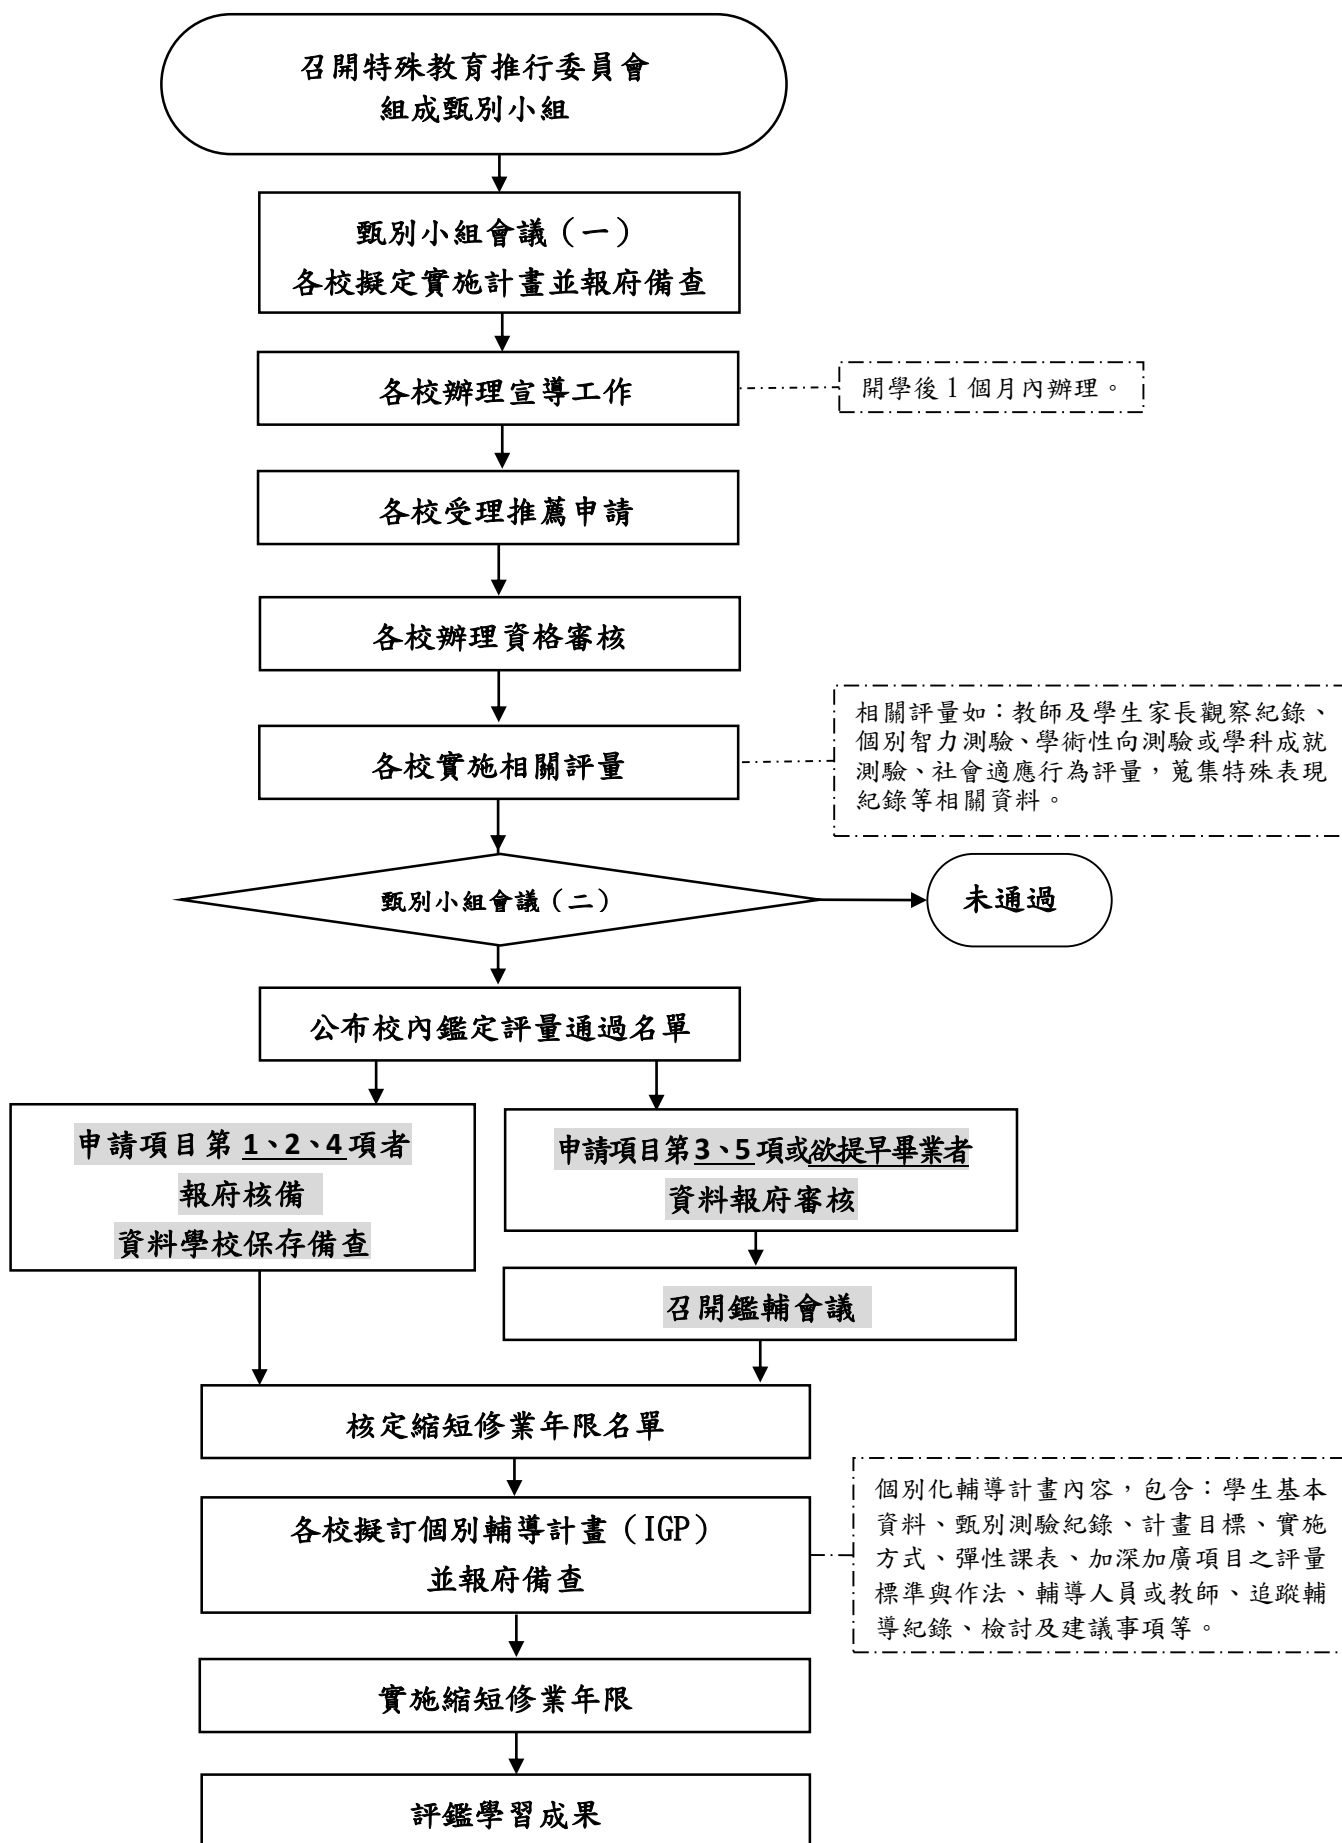 召開特殊教育推行委員會
組成甄別小組
甄別小組會議（一）
各校擬定實施計畫並報府備查
各校辦理宣導工作
開學後 1 個月內辦理。
各校受理推薦申請
各校辦理資格審核
各校實施相關評量
相關評量如：教師及學生家長觀察紀錄、
個別智力測驗、學術性向測驗或學科成就
測驗、社會適應行為評量，蒐集特殊表現
紀錄等相關資料。
甄別小組會議（二）
未通過
公布校內鑑定評量通過名單
申請項目第 1、2、4 項者
報府核備
資料學校保存備查
申請項目第 3、5 項或欲提早畢業者
資料報府審核
召開鑑輔會議
核定縮短修業年限名單
各校擬訂個別輔導計畫（IGP）
並報府備查
個別化輔導計畫內容，包含：學生基本
資料、甄別測驗紀錄、計畫目標、實施
方式、彈性課表、加深加廣項目之評量
標準與作法、輔導人員或教師、追蹤輔
導紀錄、檢討及建議事項等。
實施縮短修業年限
評鑑學習成果